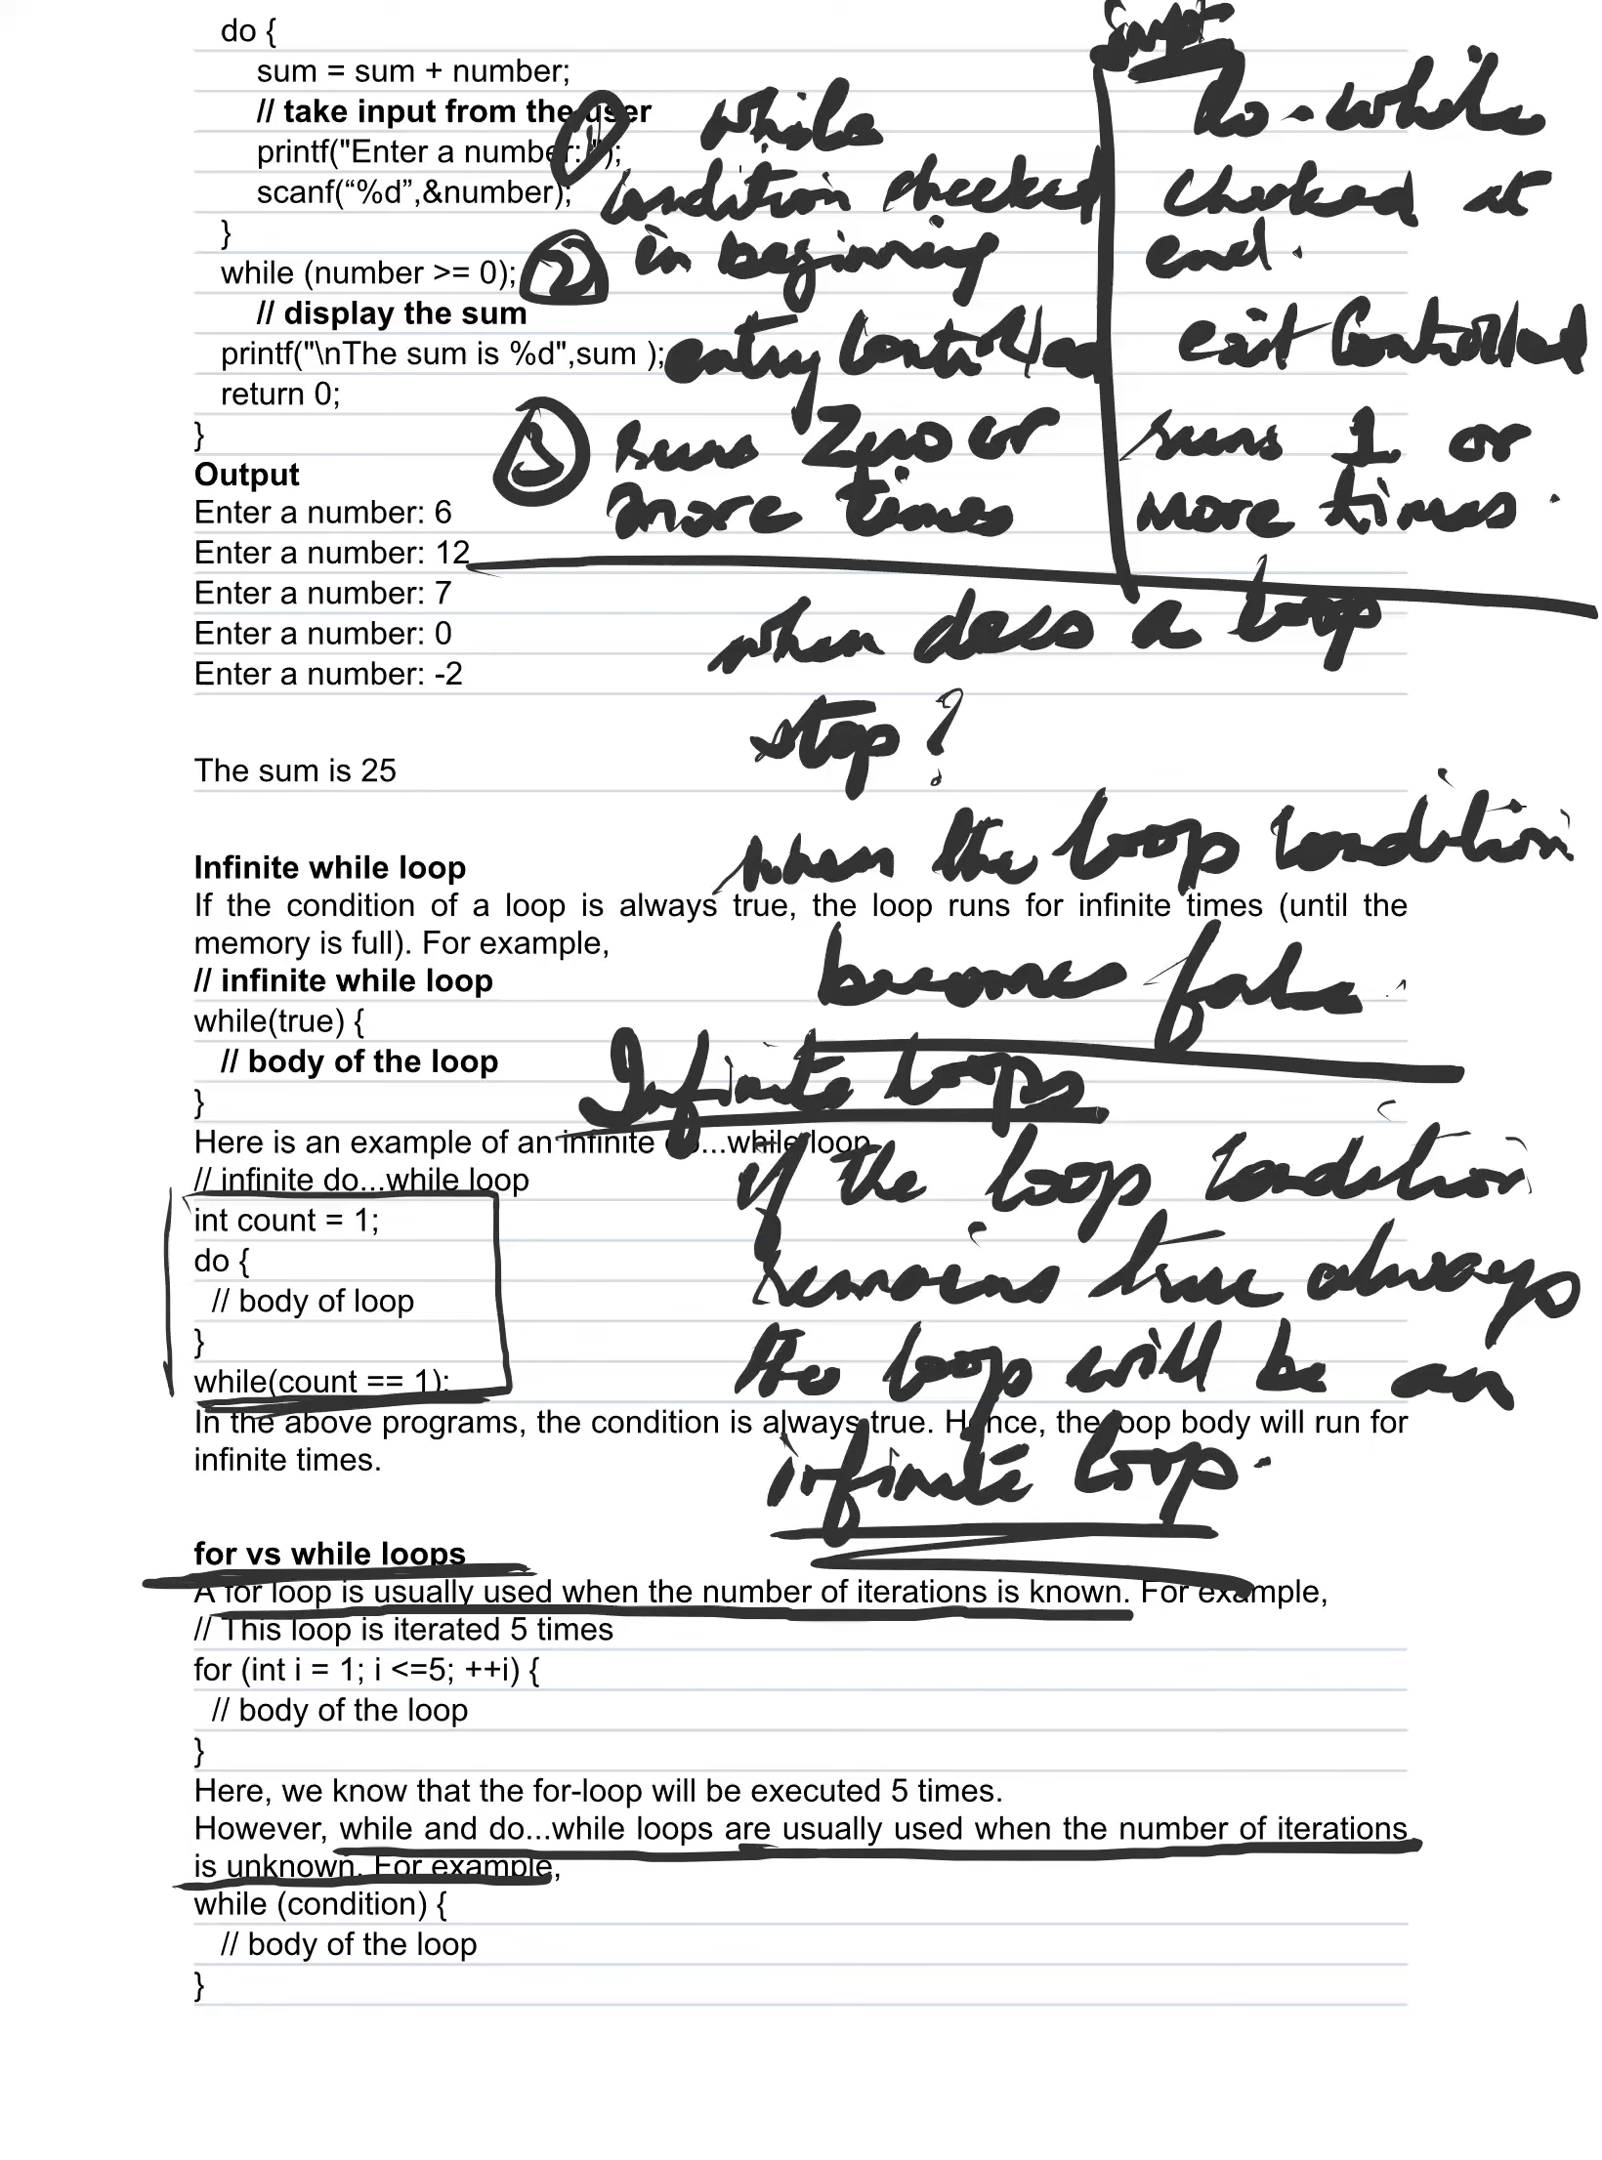 do {
sum = sum + number;
// take input from the user
printf("Enter a number: ");
scanf(“%d”,&number);
}
while (number >= 0);
// display the sum
printf("\nThe sum is %d",sum );
return 0;
}
Output
Enter a number: 6
Enter a number: 12
Enter a number: 7
Enter a number: 0
Enter a number: -2
The sum is 25
Impt
① while
Do-while
condition checked
in beginning
checked at
end.
② entry controlled
exit controlled
③ runs zero or
more times
runs 1 or
more times.
when does a loop
stop?
when the loop condition
becomes false.
Infinite while loop
If the condition of a loop is always true, the loop runs for infinite times (until the
memory is full). For example,
// infinite while loop
while(true) {
// body of the loop
}
Here is an example of an infinite do...while loop.
// infinite do...while loop
int count = 1;
do {
// body of loop
}
while(count == 1);
In the above programs, the condition is always true. Hence, the loop body will run for
infinite times.
Infinite loops
if the loop condition
remains true always
the loop will be an
infinite loop.
for vs while loops
A for loop is usually used when the number of iterations is known. For example,
// This loop is iterated 5 times
for (int i = 1; i <=5; ++i) {
// body of the loop
}
Here, we know that the for-loop will be executed 5 times.
However, while and do...while loops are usually used when the number of iterations
is unknown. For example,
while (condition) {
// body of the loop
}